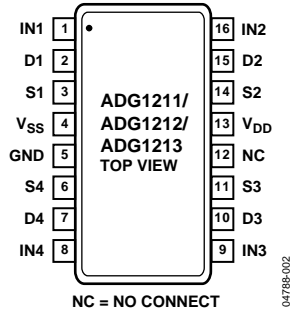 IN1 1 16 IN2
D1 2 15 D2
S1 3 14 S2
VSS 4 13 VDD
GND 5 12 NC
S4 6 11 S3
D4 7 10 D3
IN4 8 9 IN3
ADG1211/
ADG1212/
ADG1213
TOP VIEW
NC = NO CONNECT
04788-002